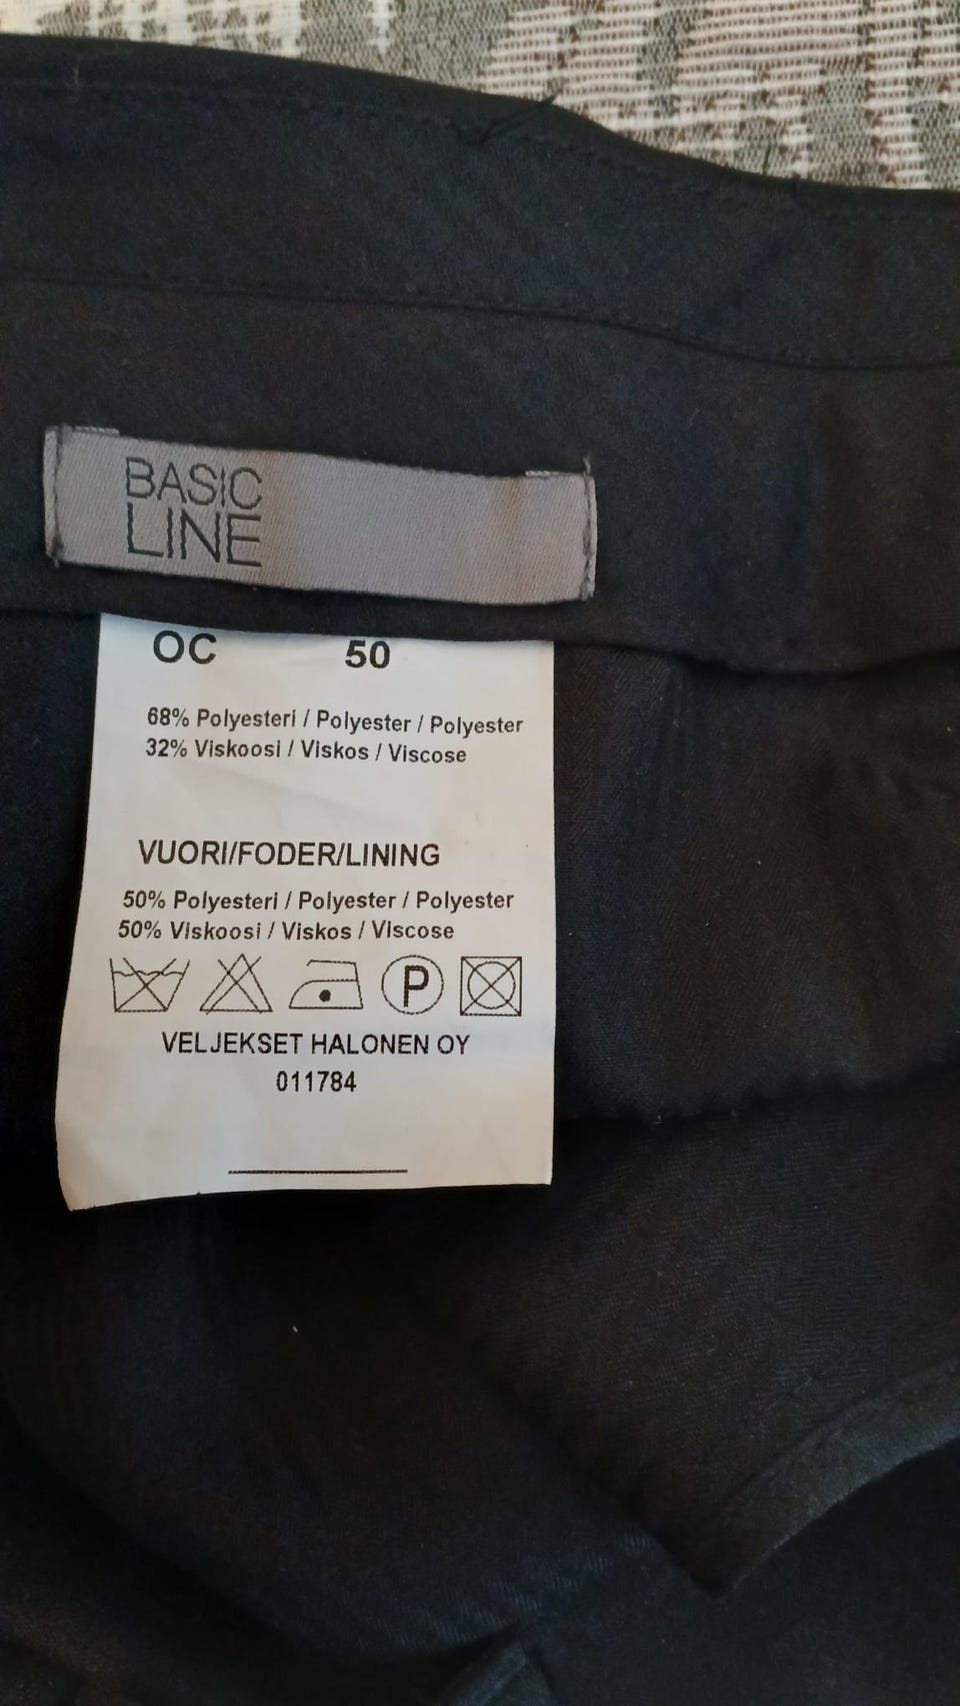 BASIC
LINE
OC 50
68% Polyesteri / Polyester / Polyester
32% Viskoosi / Viskos / Viscose
VUORI/FODER/LINING
50% Polyesteri / Polyester / Polyester
50% Viskoosi / Viskos / Viscose
P
VELJEKSET HALONEN OY
011784